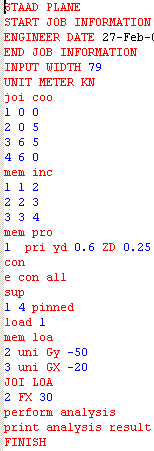 STAAD PLANE
START JOB INFORMATION
ENGINEER DATE 27-Feb-0
END JOB INFORMATION
INPUT WIDTH 79
UNIT METER KN
joi coo
1 0 0
2 0 5
3 6 5
4 6 0
mem inc
1 1 2
2 2 3
3 3 4
mem pro
1 pri yd 0.6 ZD 0.25
con
e con all
sup
1 4 pinned
load 1
mem loa
2 uni Gy -50
3 uni GX -20
JOI LOA
2 FX 30
perform analysis
print analysis result
FINISH